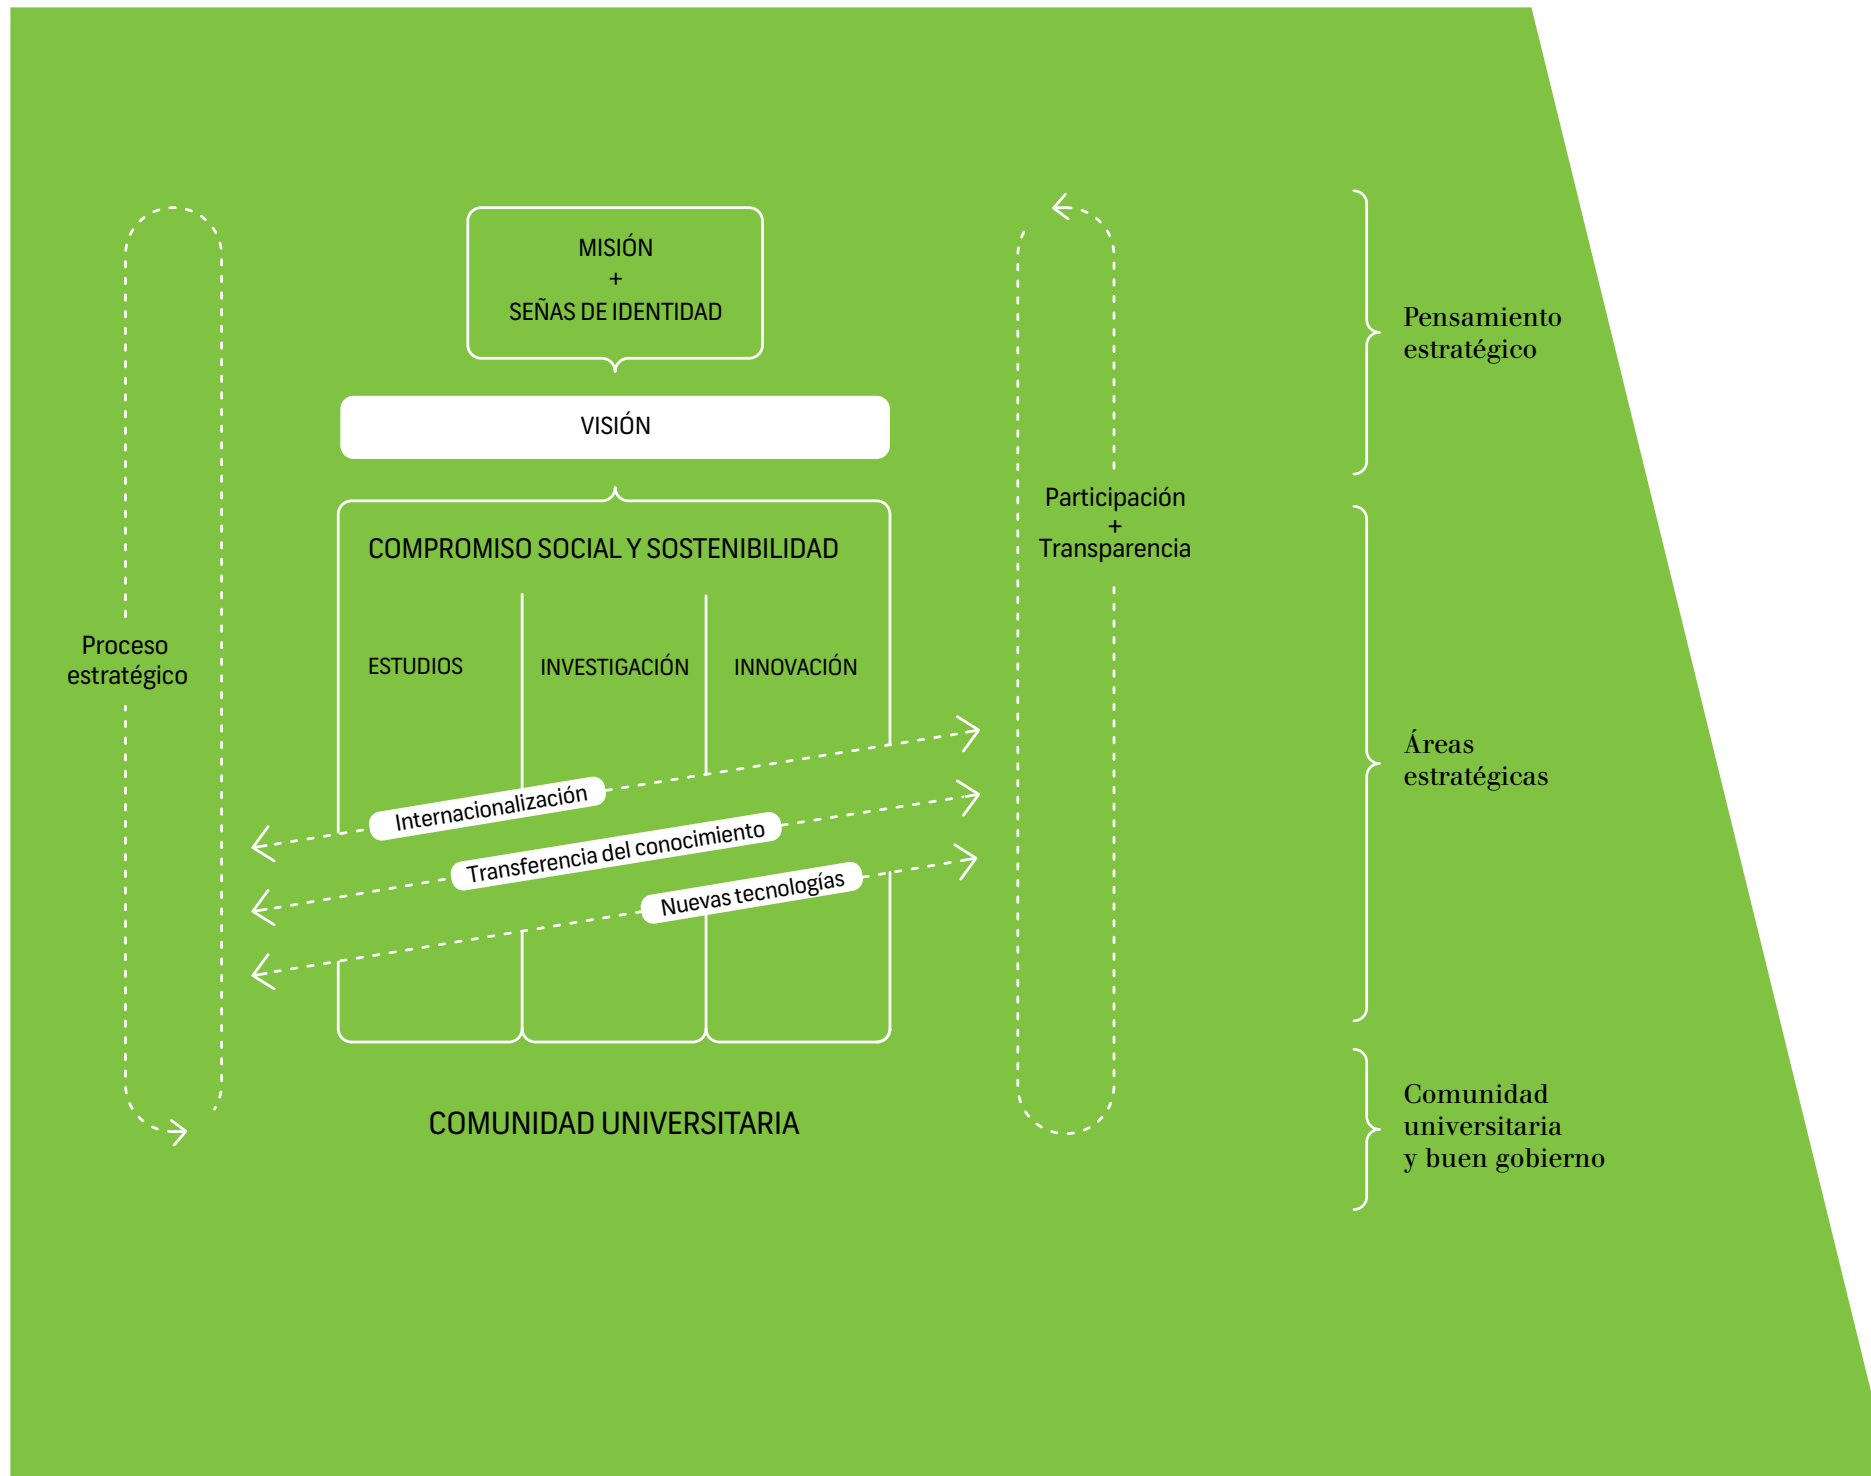 MISIÓN
+
SEÑAS DE IDENTIDAD
VISIÓN
COMPROMISO SOCIAL Y SOSTENIBILIDAD
ESTUDIOS
INVESTIGACIÓN
INNOVACIÓN
Internacionalización
Transferencia del conocimiento
Nuevas tecnologías
COMUNIDAD UNIVERSITARIA
Proceso
estratégico
Participación
+
Transparencia
Pensamiento
estratégico
Áreas
estratégicas
Comunidad
universitaria
y buen gobierno